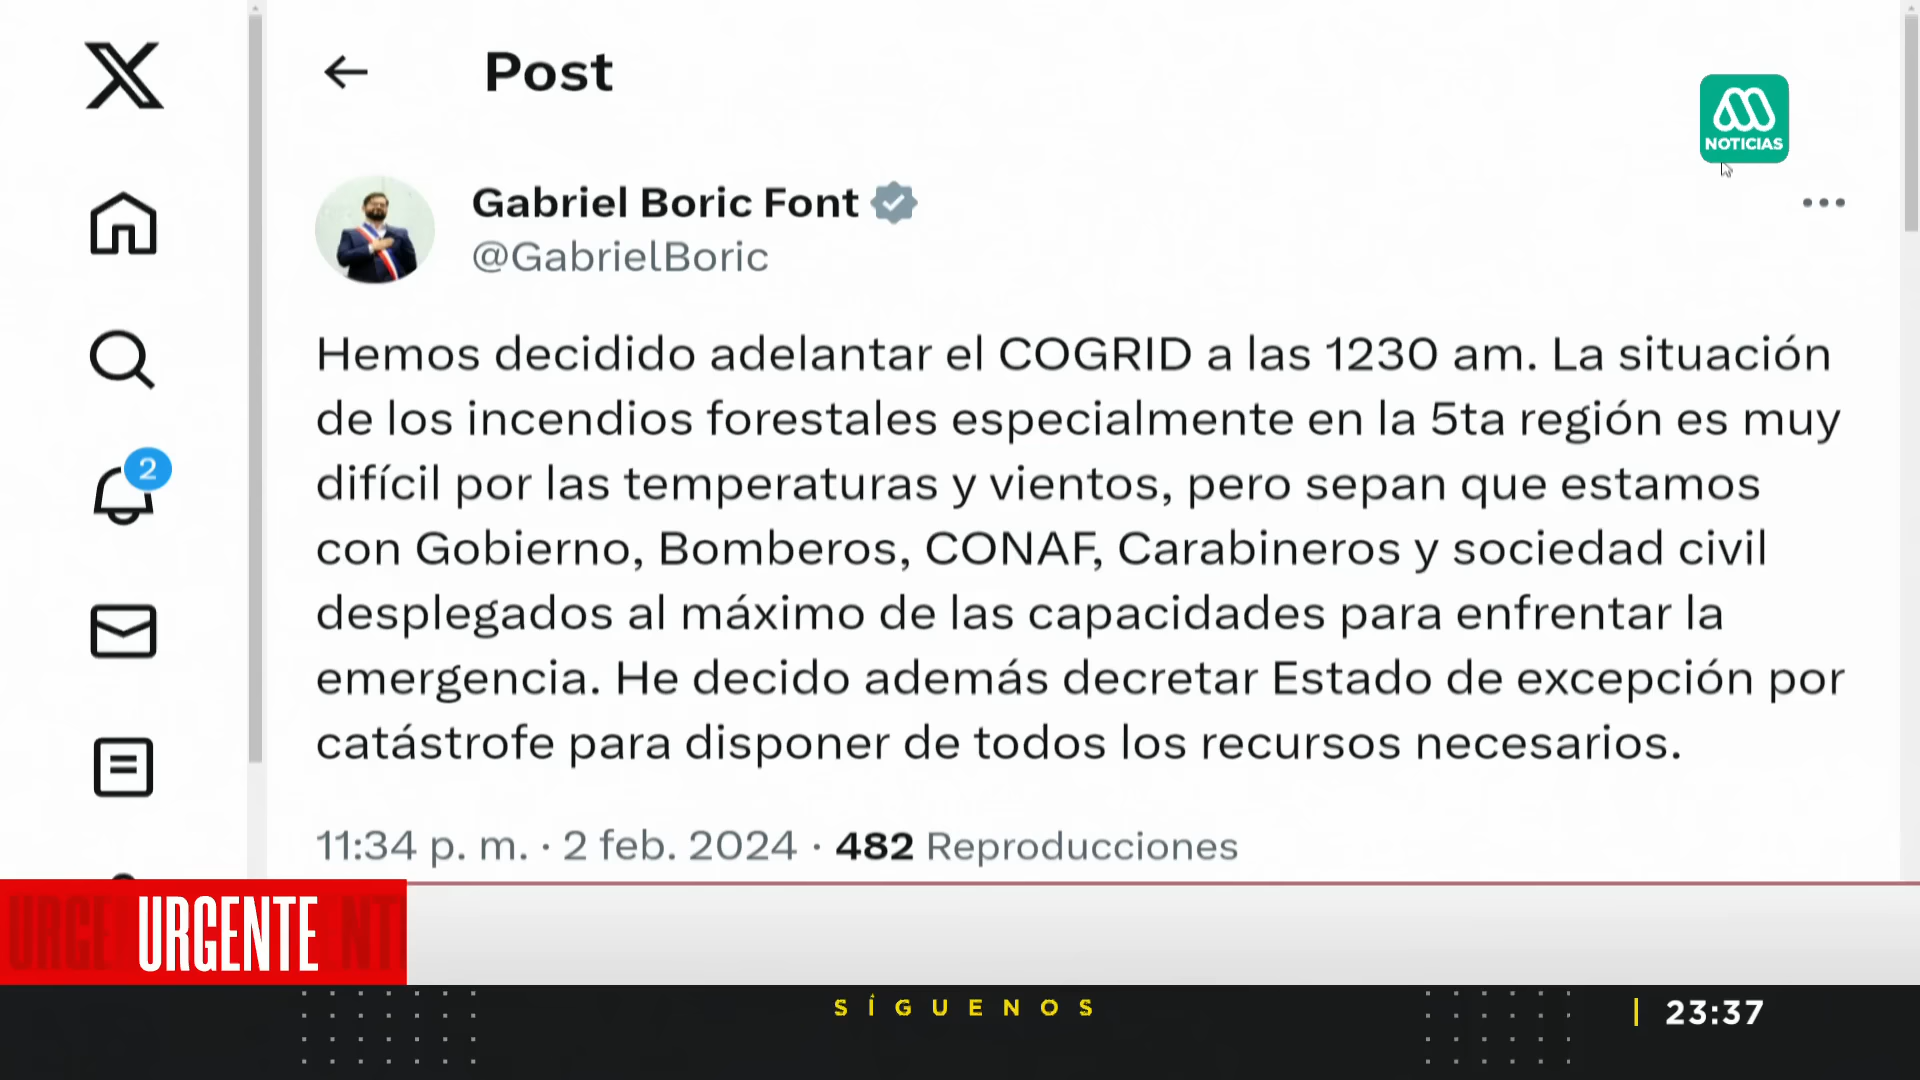 Post
NOTICIAS
Gabriel Boric Font
@GabrielBoric
Hemos decidido adelantar el COGRID a las 1230 am. La situación
de los incendios forestales especialmente en la 5ta región es muy
difícil por las temperaturas y vientos, pero sepan que estamos
con Gobierno, Bomberos, CONAF, Carabineros y sociedad civil
desplegados al máximo de las capacidades para enfrentar la
emergencia. He decido además decretar Estado de excepción por
catástrofe para disponer de todos los recursos necesarios.
11:34 p. m. · 2 feb. 2024 · 482 Reproducciones
2
URGENTE
SÍGUENOS
23:37